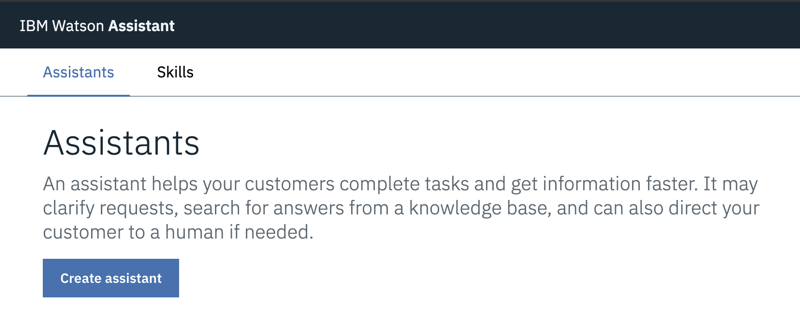 IBM Watson Assistant
Assistants Skills
Assistants
An assistant helps your customers complete tasks and get information faster. It may
clarify requests, search for answers from a knowledge base, and can also direct your
customer to a human if needed.
Create assistant